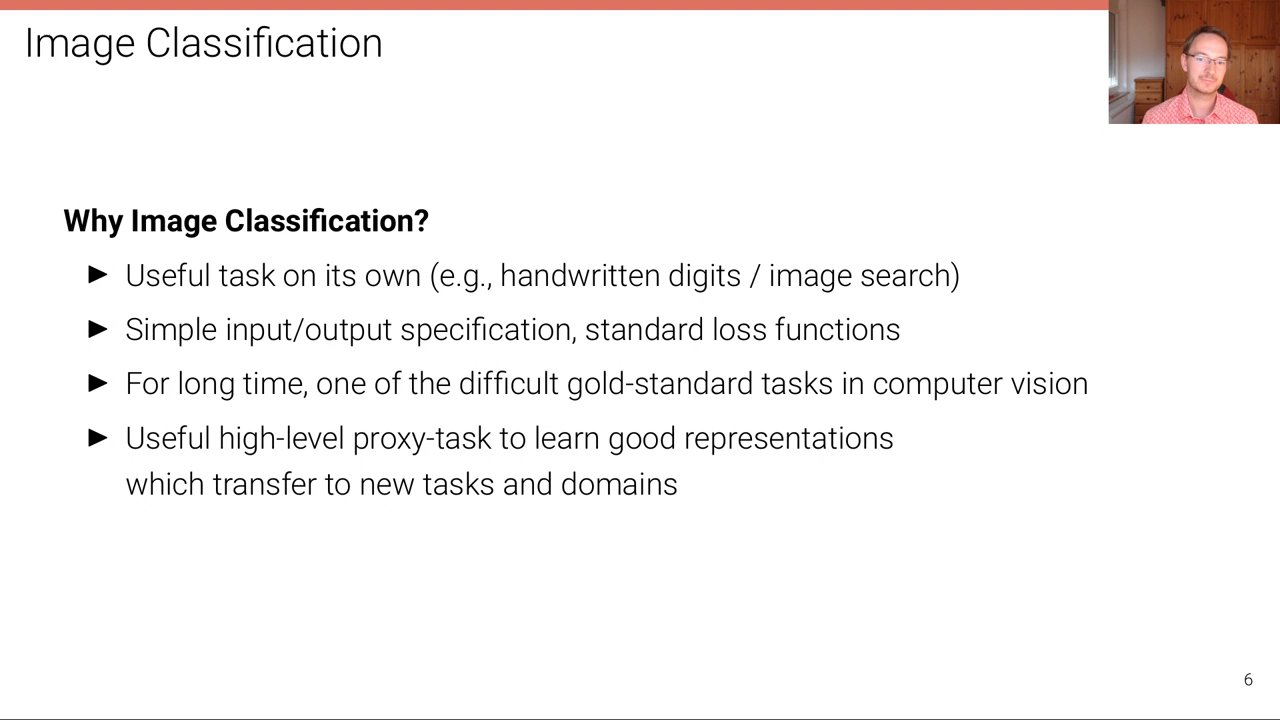 Image Classification
Why Image Classification?
► Useful task on its own (e.g., handwritten digits / image search)
► Simple input/output specification, standard loss functions
► For long time, one of the difficult gold-standard tasks in computer vision
► Useful high-level proxy-task to learn good representations
which transfer to new tasks and domains
6